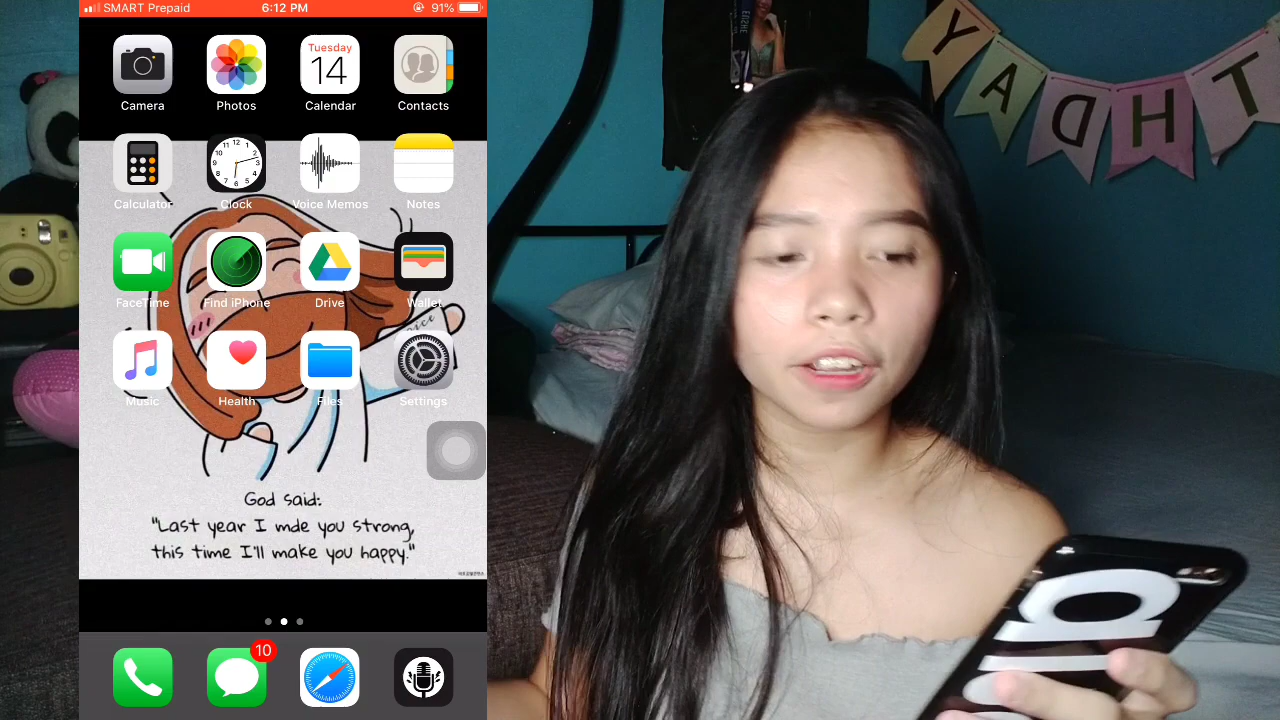 SMART Prepaid 6:12 PM 91%
Tuesday
14
Camera Photos Calendar Contacts
Calculator Clock Voice Memos Notes
FaceTime Find iPhone Drive Wallet
Music Health Files Settings
God said:
"Last year I mde you strong,
this time I'll make you happy."
10
YADHT